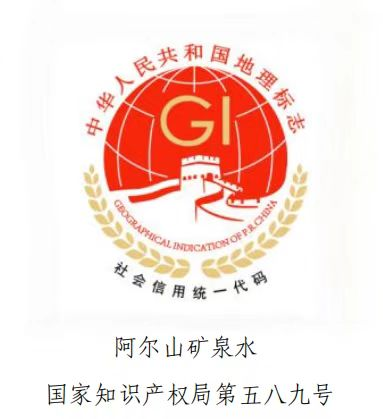 中华人民共和国地理标志
GI
GEOGRAPHICAL INDICATION OF P.R.CHINA
社会信用统一代码
阿尔山矿泉水
国家知识产权局第五八九号